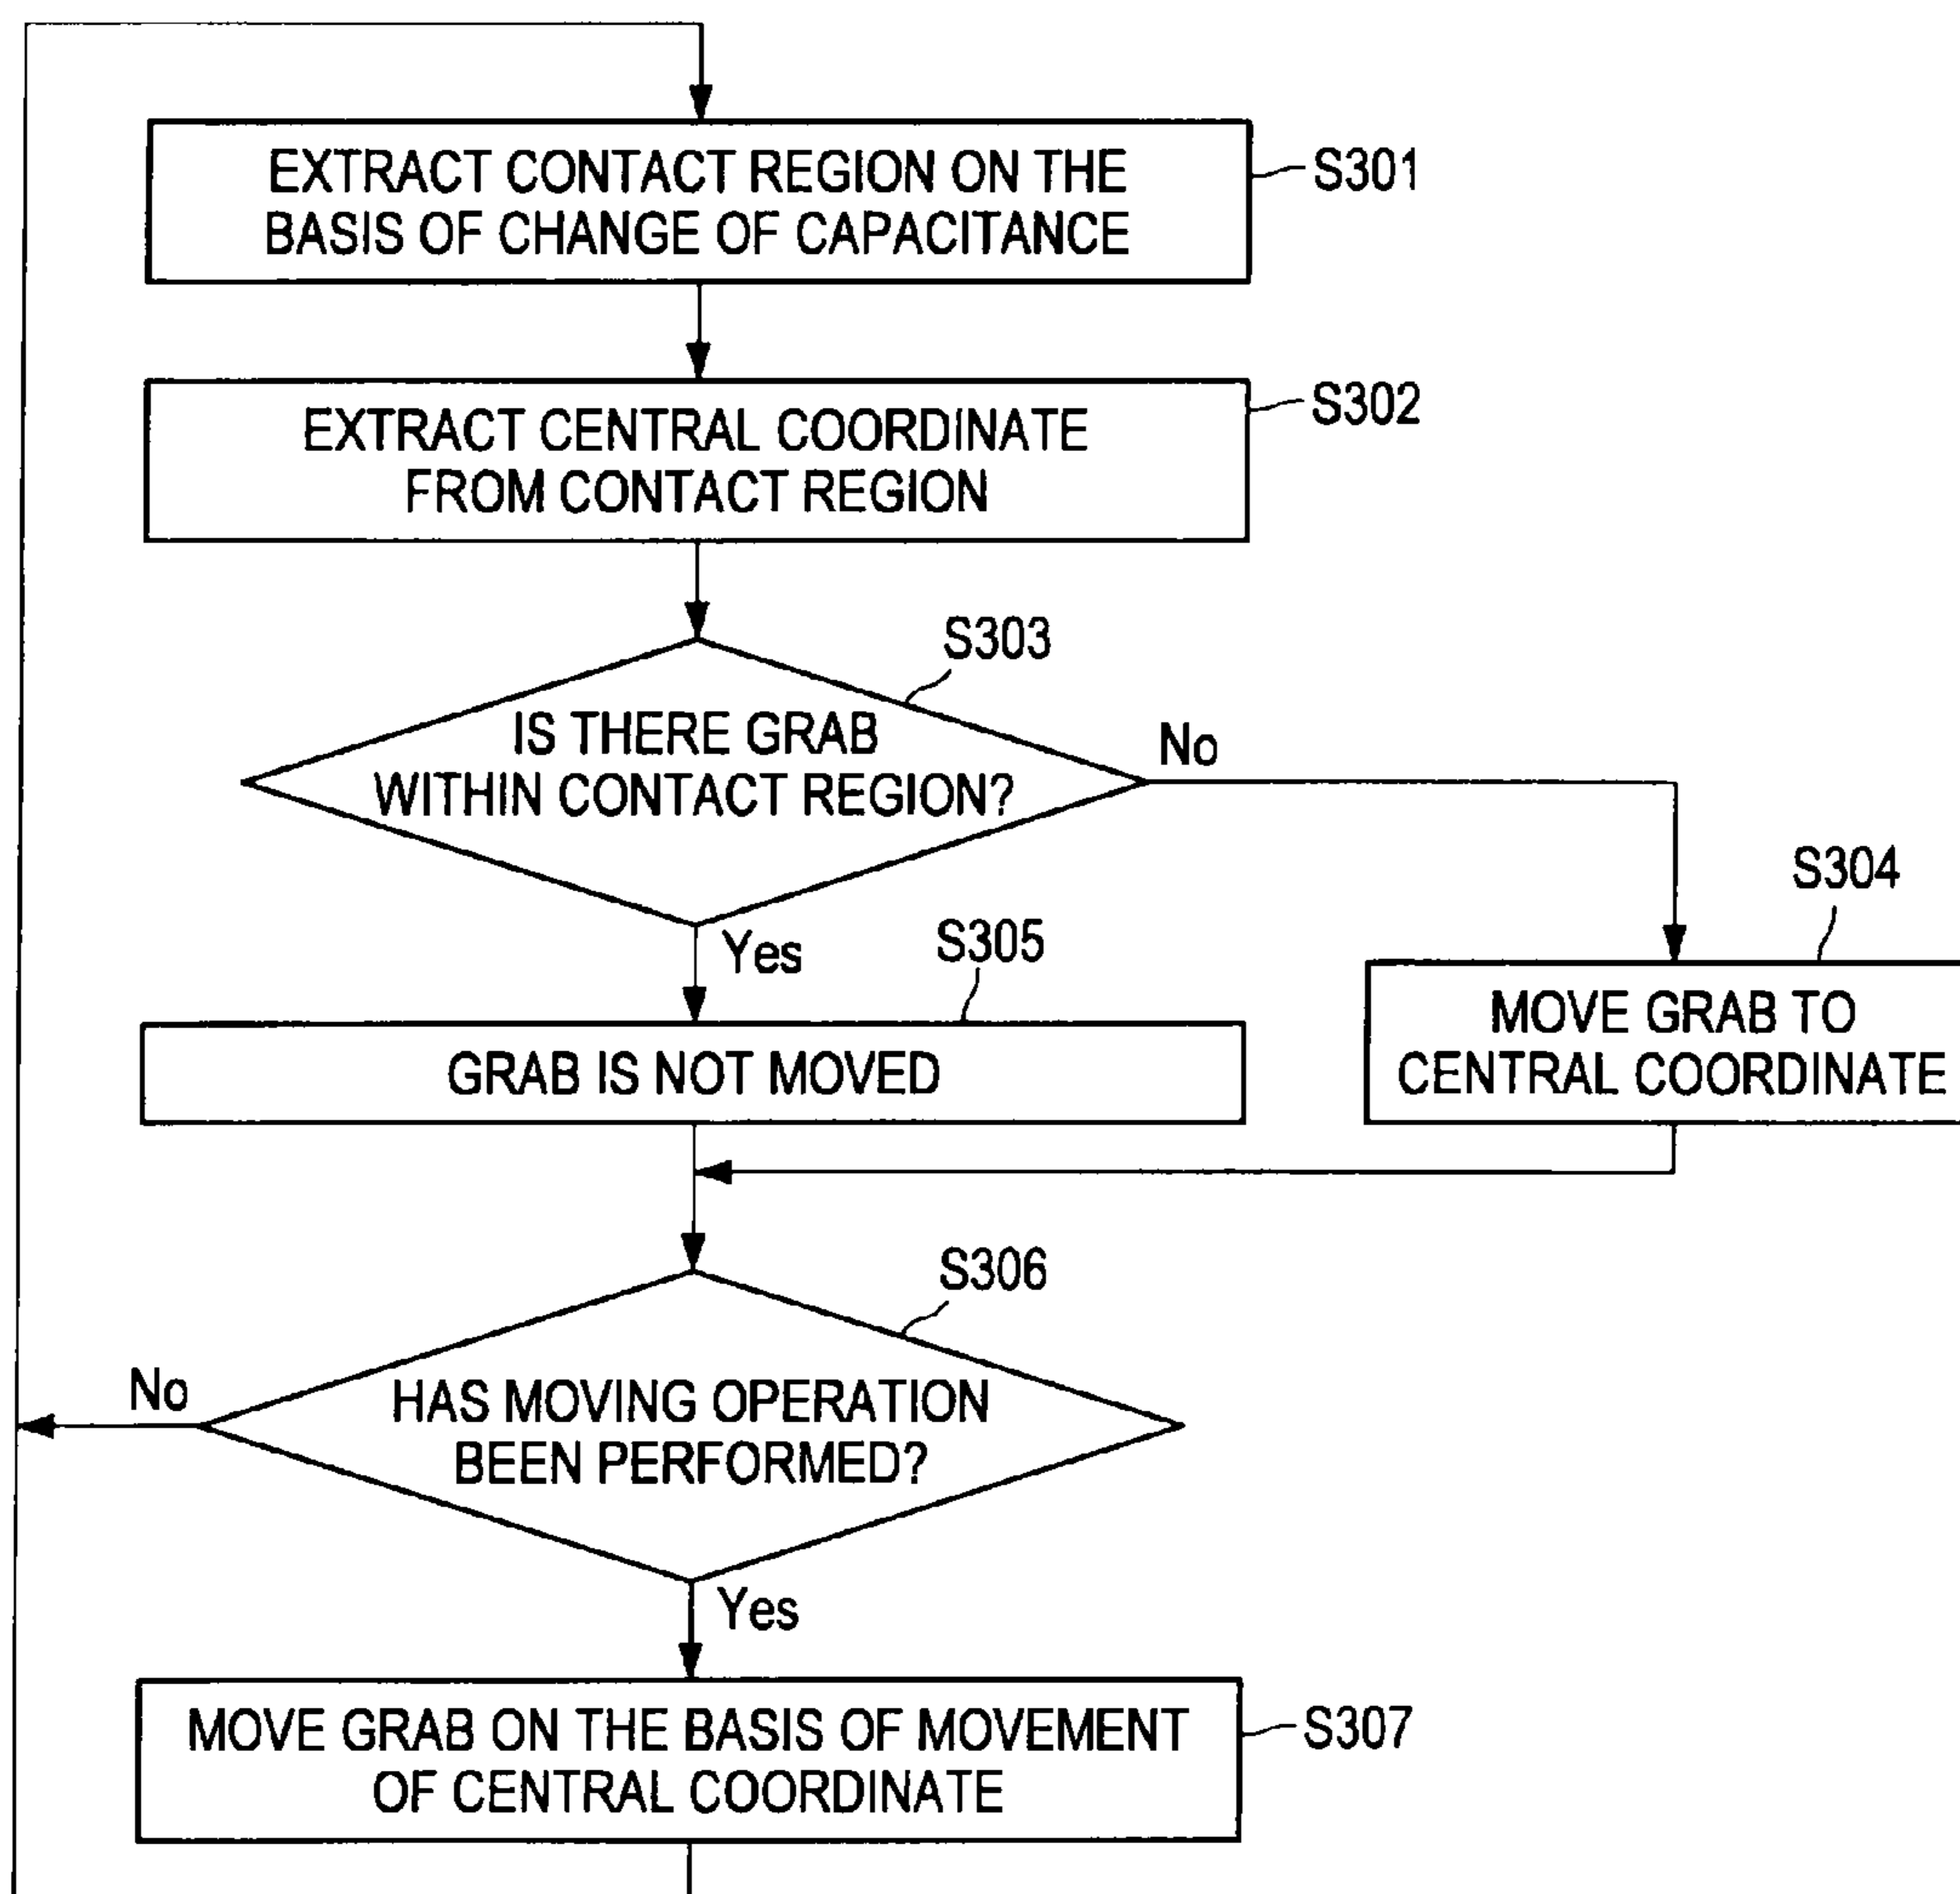 EXTRACT CONTACT REGION ON THE
BASIS OF CHANGE OF CAPACITANCE
S301
EXTRACT CENTRAL COORDINATE
FROM CONTACT REGION
S302
S303
IS THERE GRAB
WITHIN CONTACT REGION?
No
Yes
S304
MOVE GRAB TO
CENTRAL COORDINATE
S305
GRAB IS NOT MOVED
S306
HAS MOVING OPERATION
BEEN PERFORMED?
No
Yes
MOVE GRAB ON THE BASIS OF MOVEMENT
OF CENTRAL COORDINATE
S307